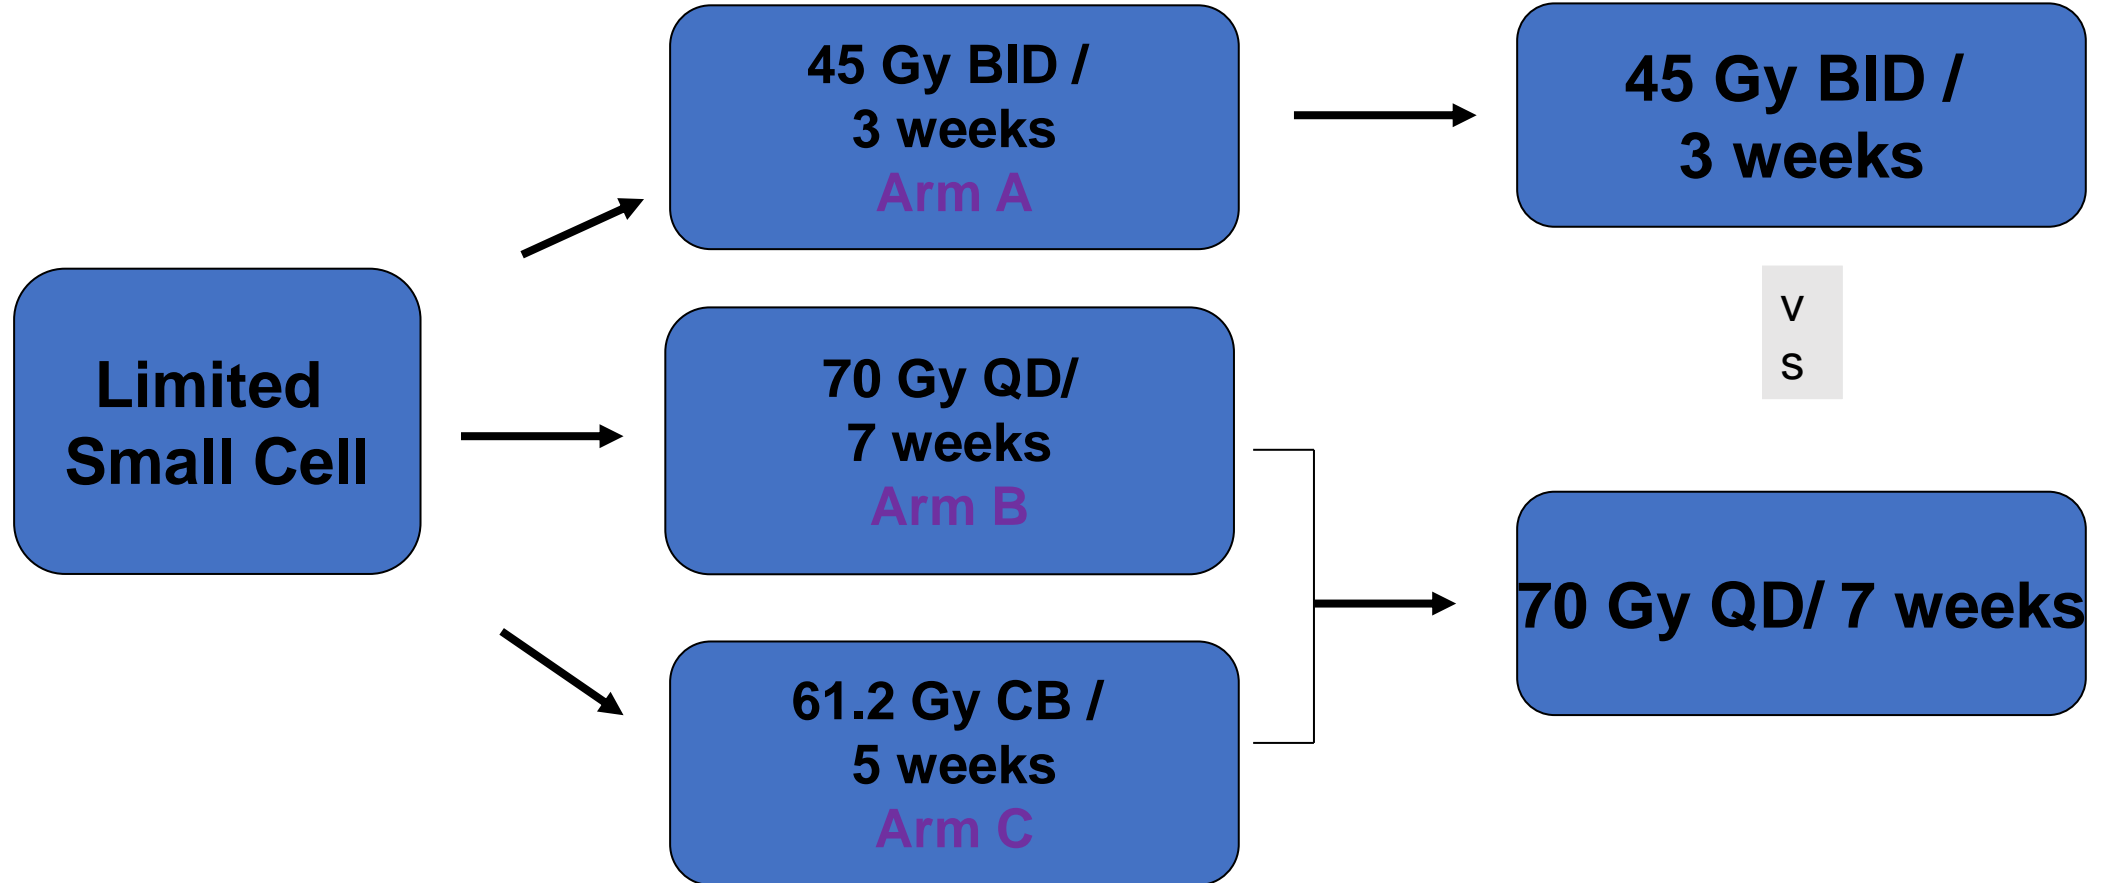 Limited
Small Cell
45 Gy BID /
3 weeks
Arm A
70 Gy QD/
7 weeks
Arm B
61.2 Gy CB /
5 weeks
Arm C
45 Gy BID /
3 weeks
v
s
70 Gy QD/ 7 weeks